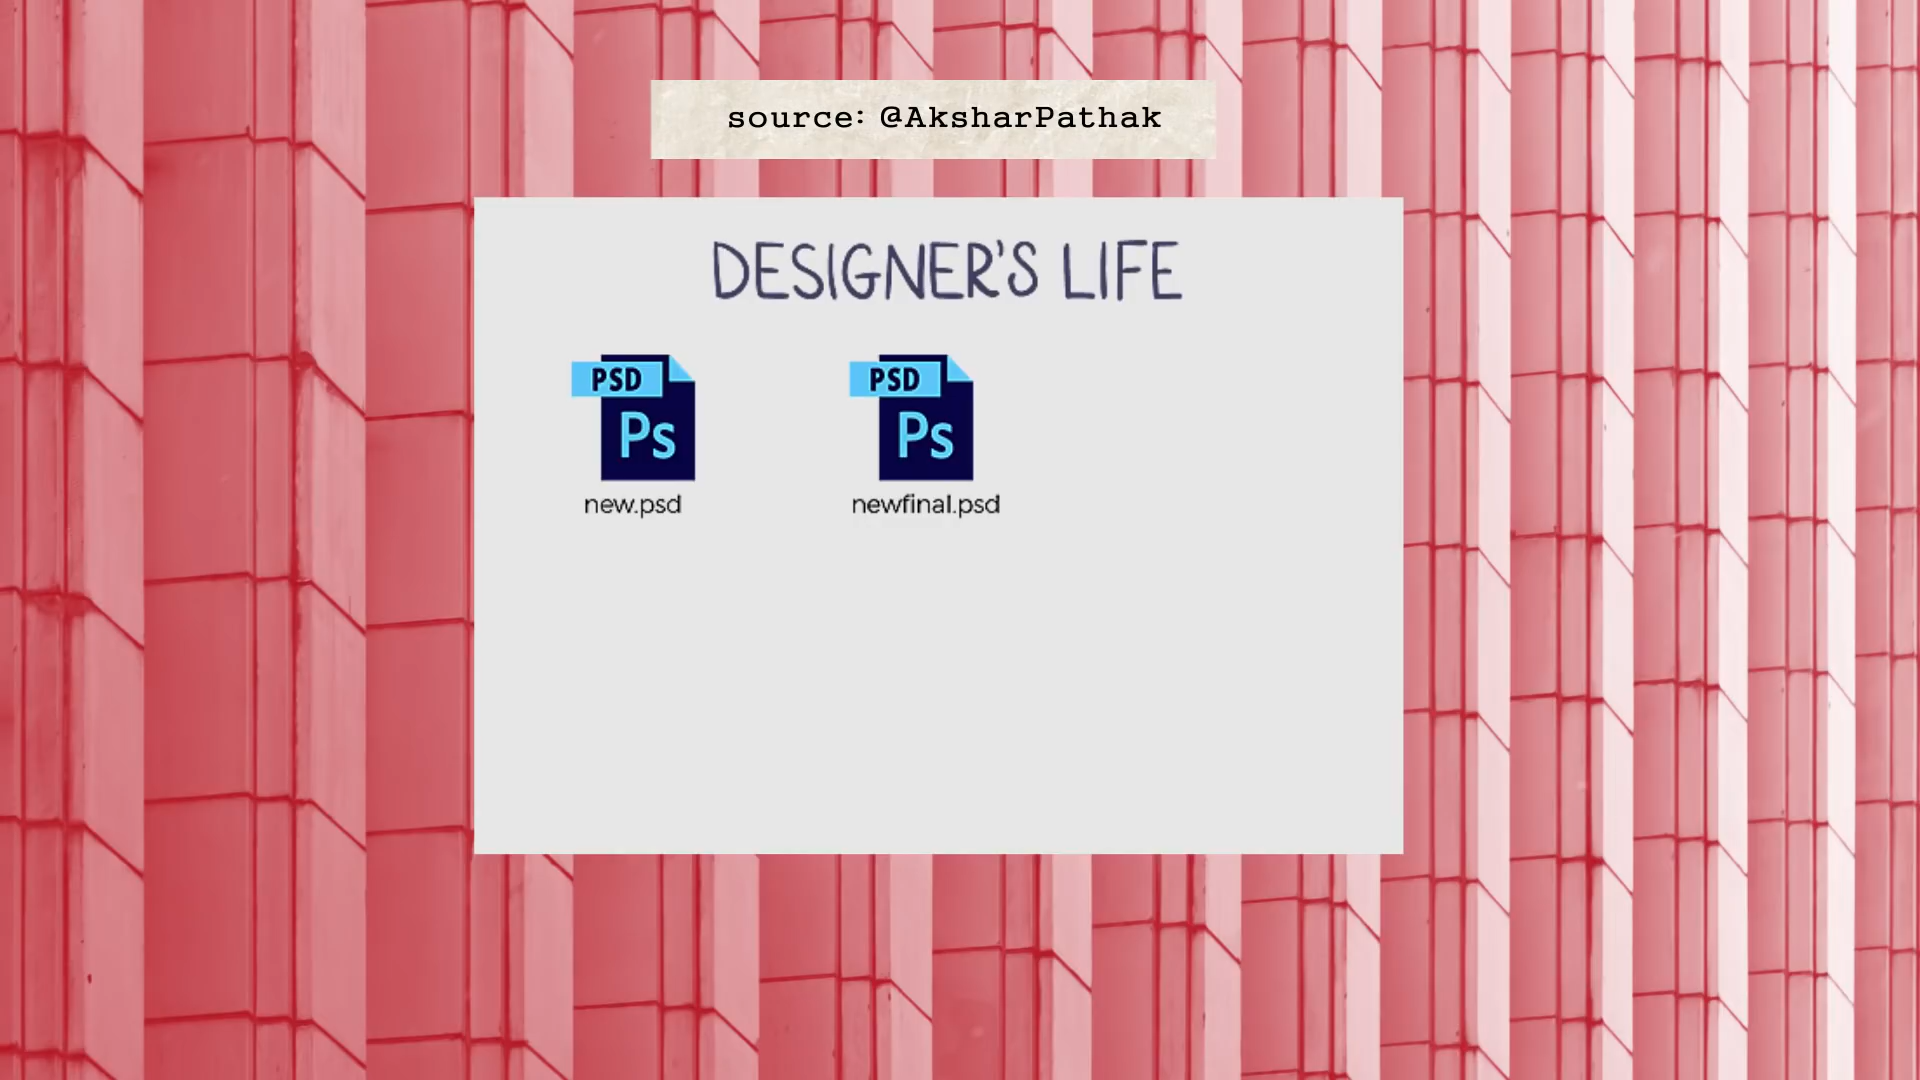 source: @AksharPathak
DESIGNER'S LIFE
PSD PSD
Ps Ps
new.psd newfinal.psd